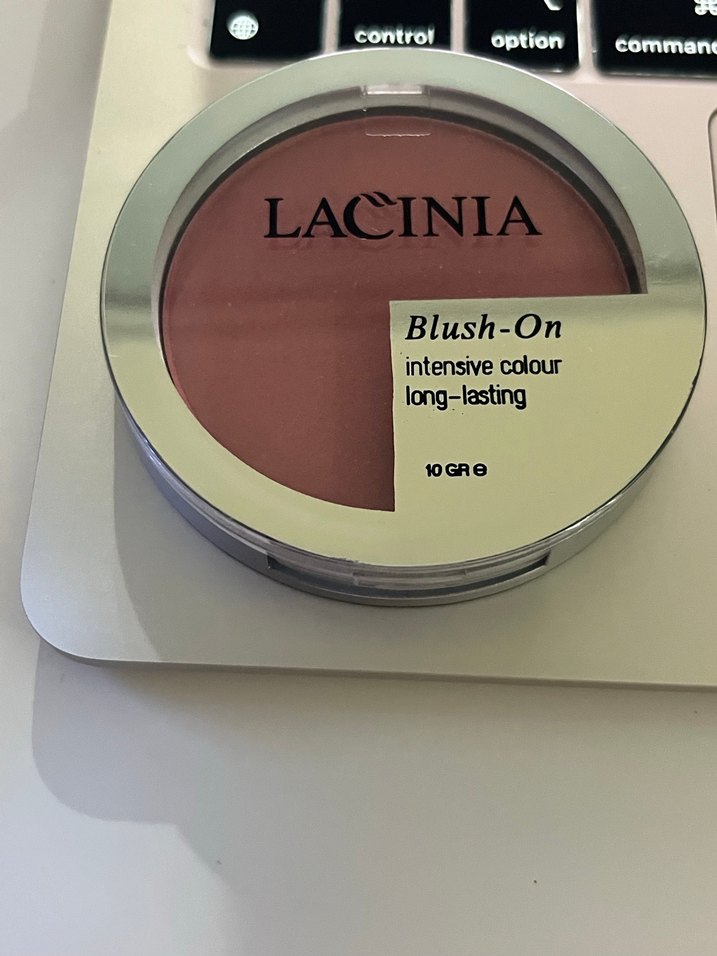 control
option
command
LACINIA
Blush-On
intensive colour
long-lasting
10 GR ℮